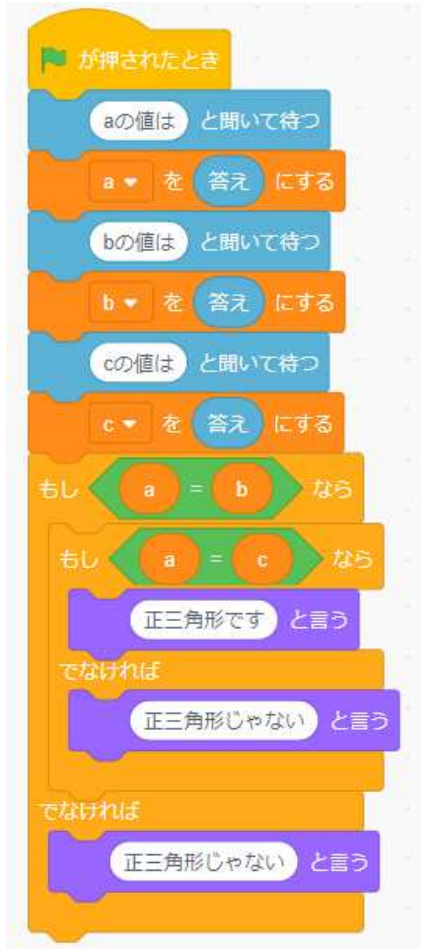 が押されたとき
aの値は と聞いて待つ
a を 答え にする
bの値は と聞いて待つ
b を 答え にする
cの値は と聞いて待つ
c を 答え にする
もし a = b なら
もし a = c なら
正三角形です と言う
でなければ
正三角形じゃない と言う
でなければ
正三角形じゃない と言う